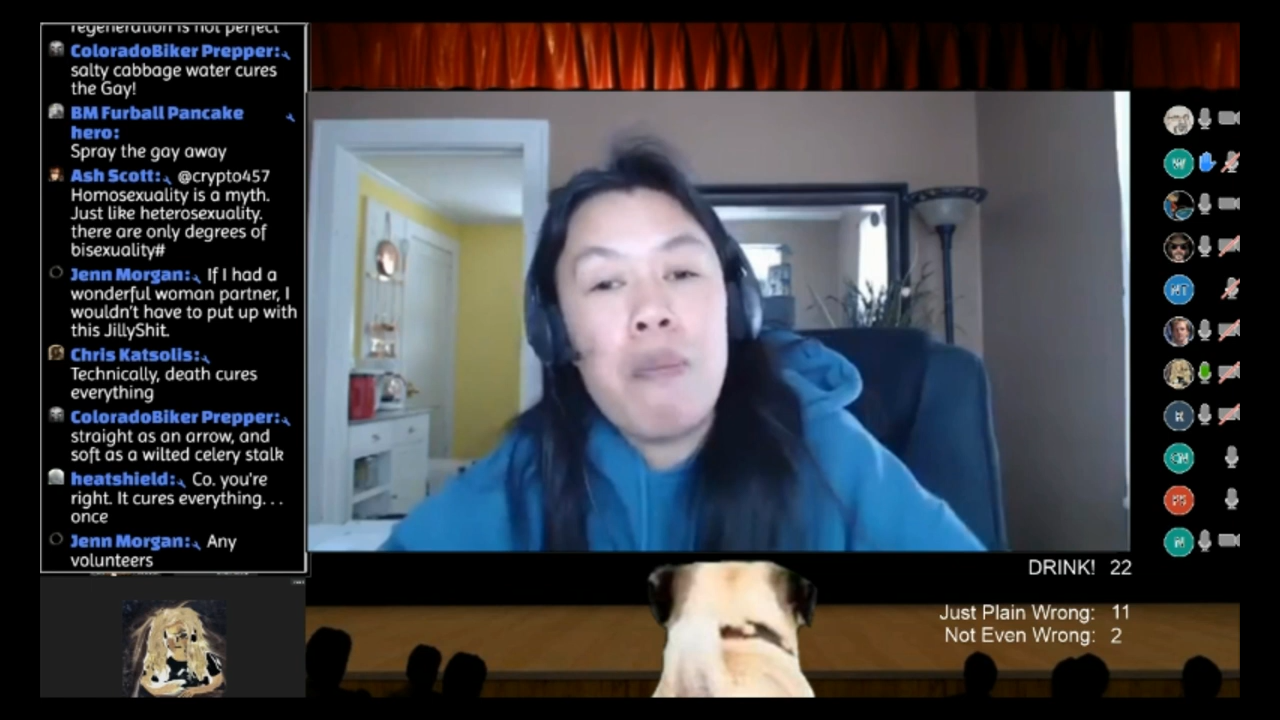 regeneration is not perfect
ColoradoBiker Prepper:
salty cabbage water cures
the Gay!
BM Furball Pancake
hero:
Spray the gay away
Ash Scott: @crypto457
Homosexuality is a myth.
Just like heterosexuality.
there are only degrees of
bisexuality#
Jenn Morgan: If I had a
wonderful woman partner, I
wouldn't have to put up with
this JillyShit.
Chris Katsolis:
Technically, death cures
everything
ColoradoBiker Prepper:
straight as an arrow, and
soft as a wilted celery stalk
heatshield: Co. you're
right. It cures everything. . .
once
Jenn Morgan: Any
volunteers
DRINK! 22
Just Plain Wrong: 11
Not Even Wrong: 2